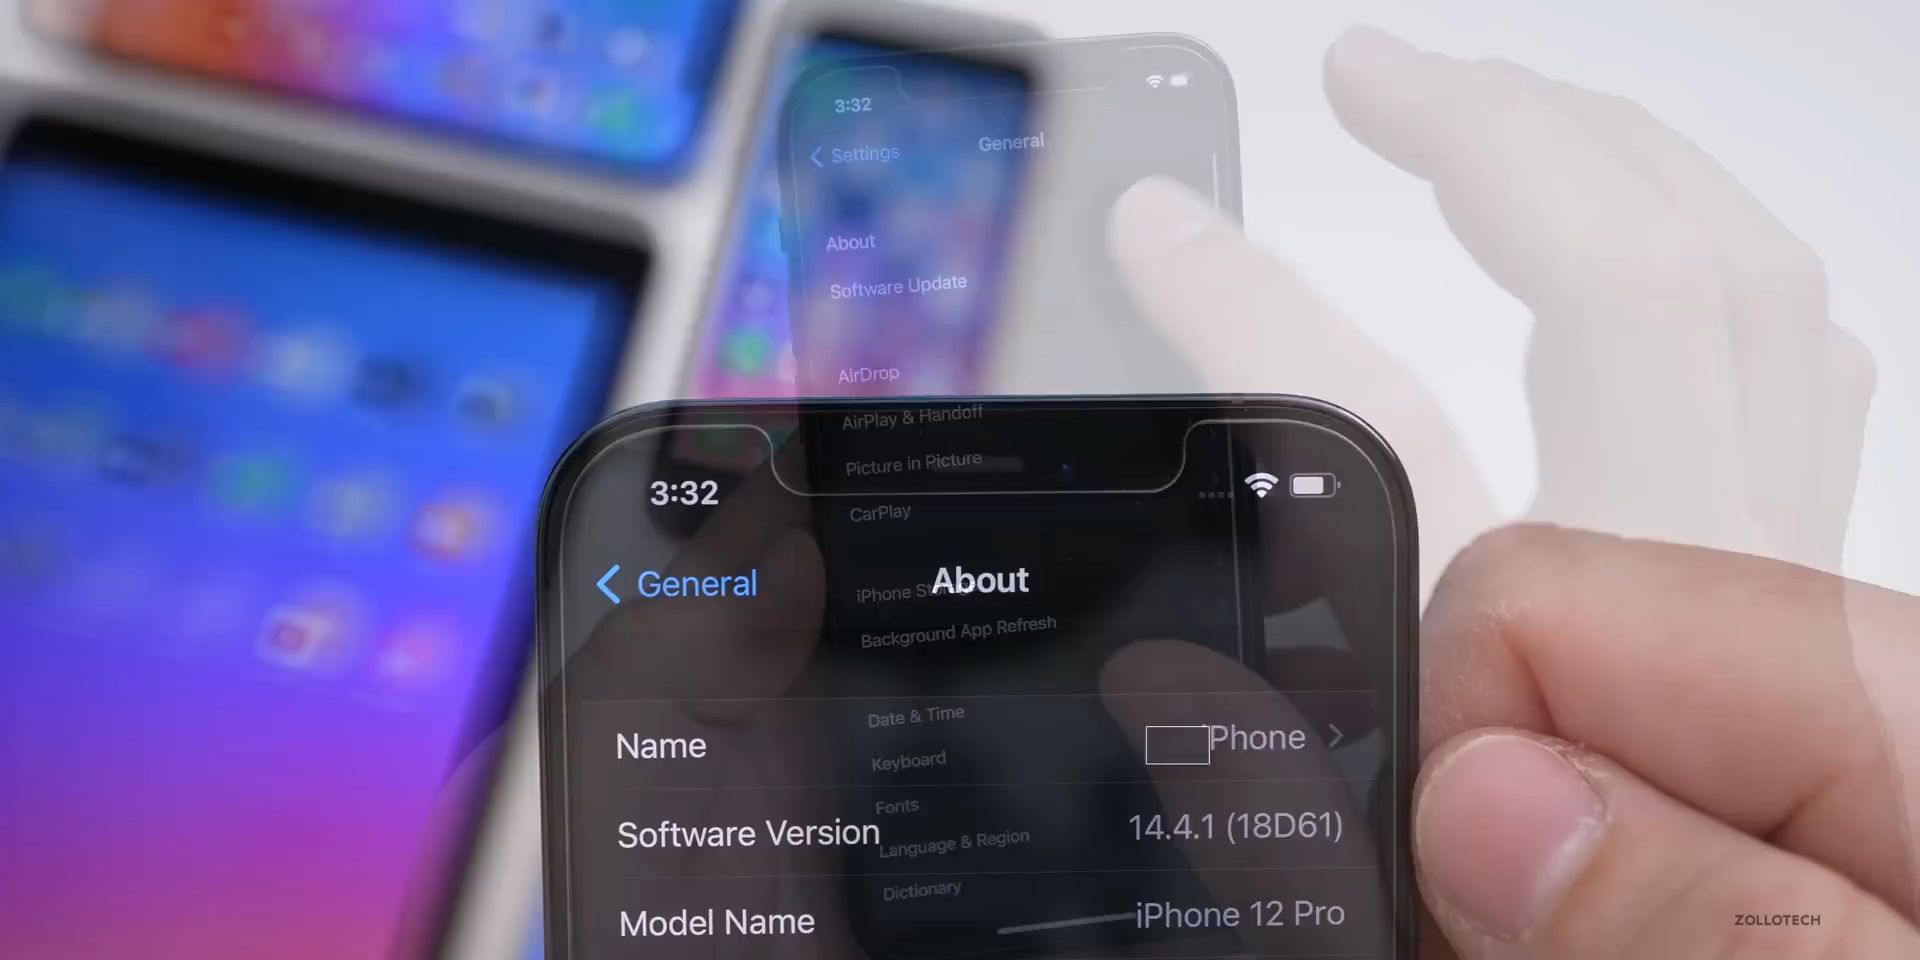 3:32
Settings
General
About
Software Update
AirDrop
AirPlay & Handoff
Picture in Picture
CarPlay
iPhone
Background App Refresh
Date & Time
Keyboard
Fonts
Language & Region
Dictionary
3:32
General
About
Name
Phone
Software Version
14.4.1 (18D61)
Model Name
iPhone 12 Pro
ZOLLOTECH